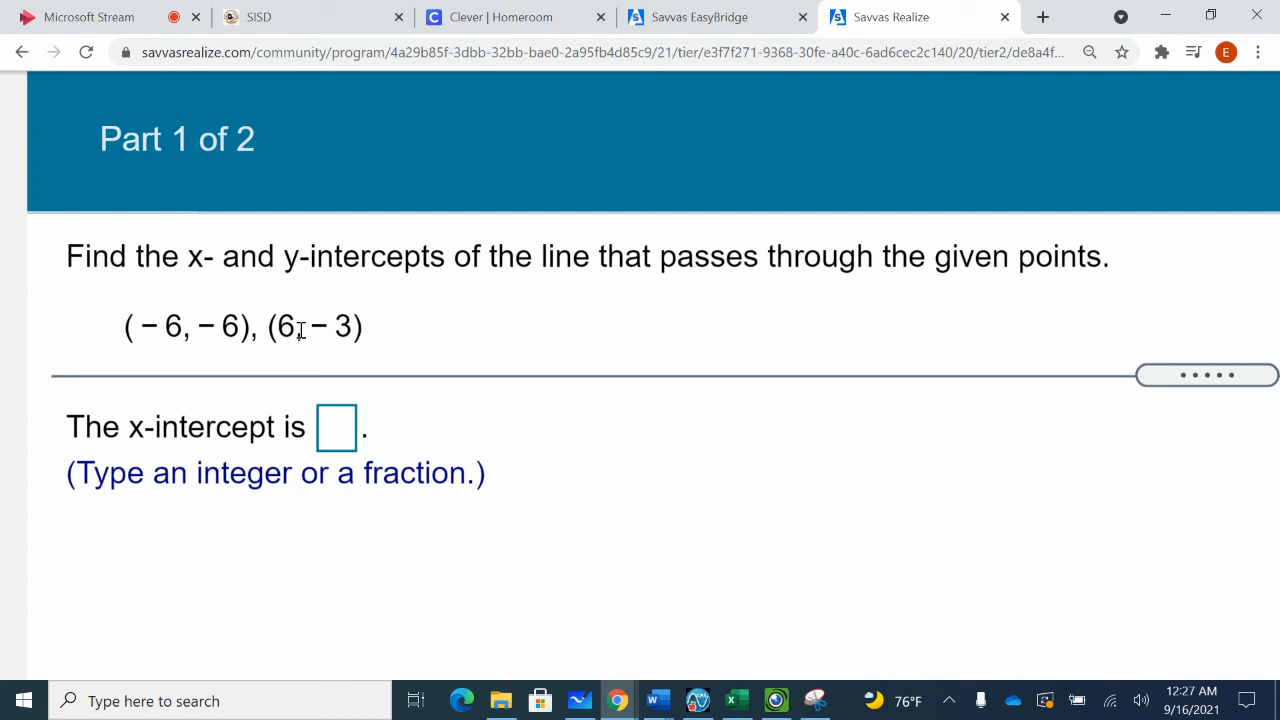 Microsoft Stream
SISD
Clever | Homeroom
Savvas EasyBridge
Savvas Realize
savvasrealize.com/community/program/4a29b85f-3dbb-32bb-bae0-2a95fb4d85c9/21/tier/e37f7271-9368-30fe-a40c-6ad6cec2c140/20/tier2/de8a4f...
E
Part 1 of 2
Find the x- and y-intercepts of the line that passes through the given points.
( − 6, − 6), (6, − 3)
The x-intercept is .
(Type an integer or a fraction.)
Type here to search
76°F
12:27 AM
9/16/2021